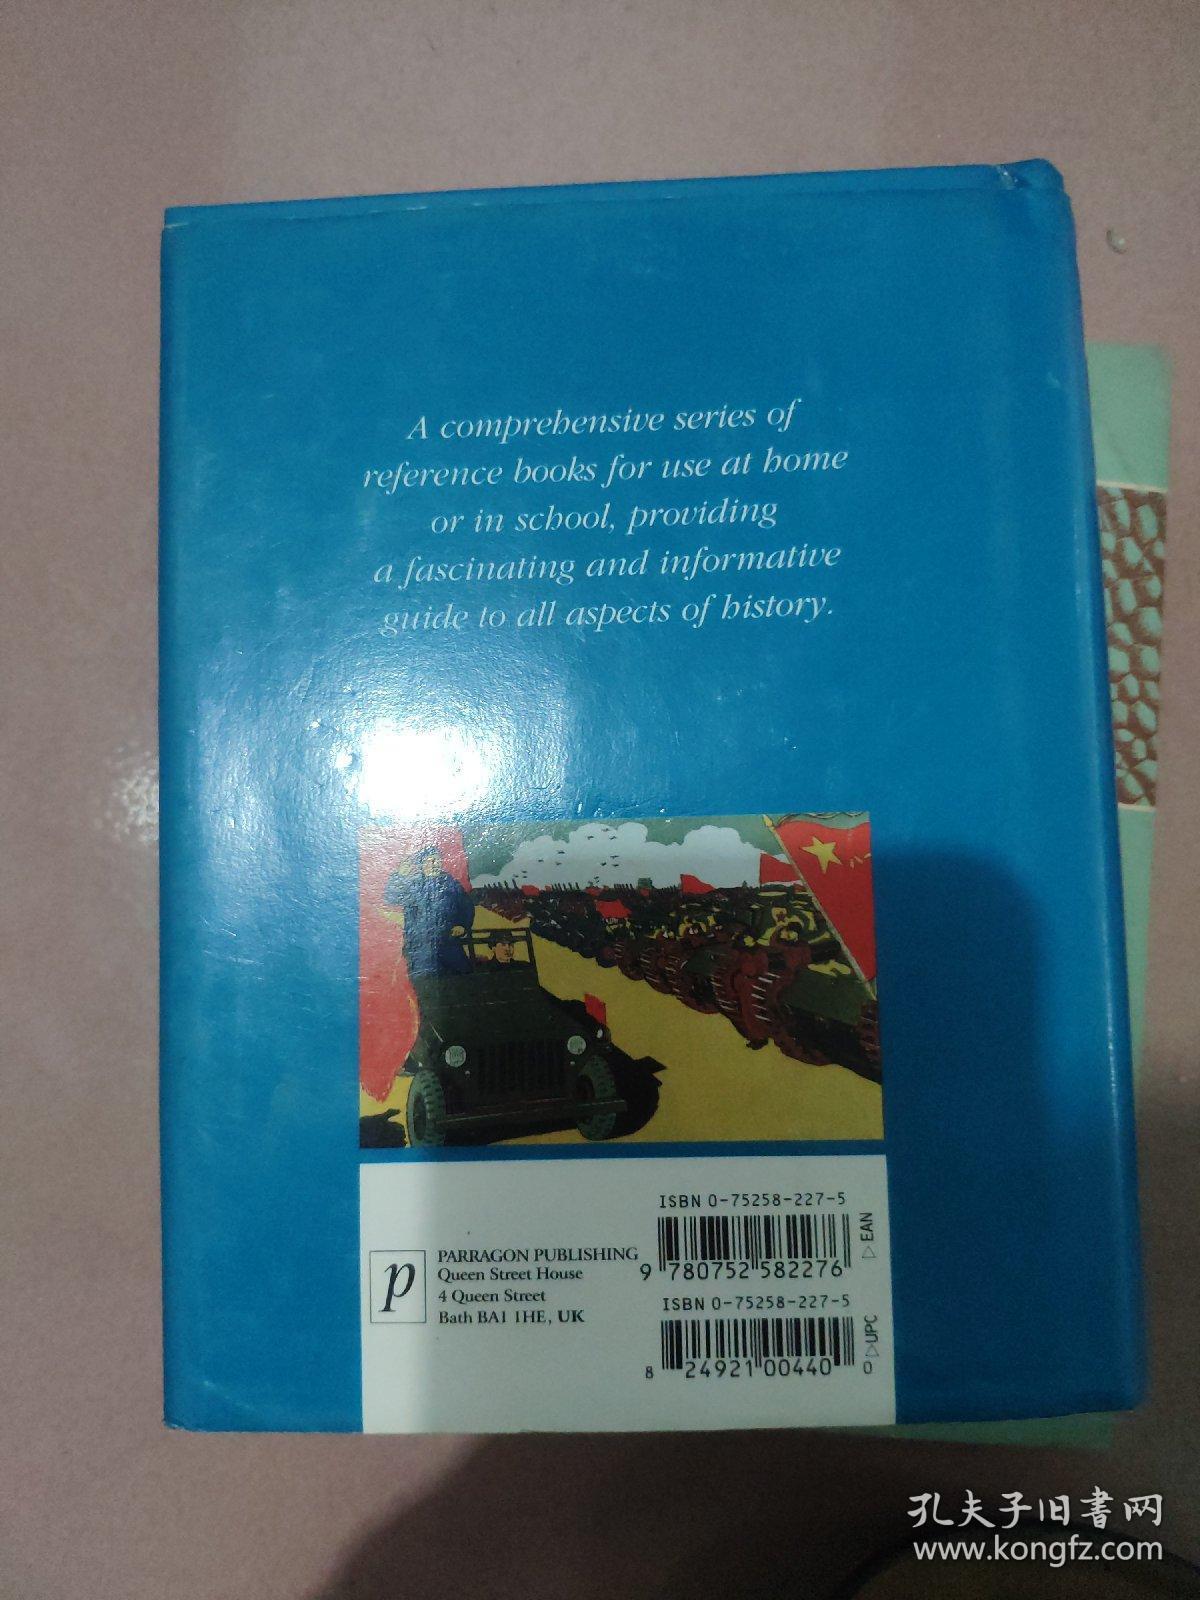 A comprehensive series of
reference books for use at home
or in school, providing
a fascinating and informative
guide to all aspects of history.
ISBN 0-75258-227-5
EAN
9 780752 582276
PARRAGON PUBLISHING
Queen Street House
4 Queen Street
Bath BA1 1HE, UK
p
ISBN 0-75258-227-5
UPC
8 24921 00440 0
孔夫子旧书网
www.kongfz.com